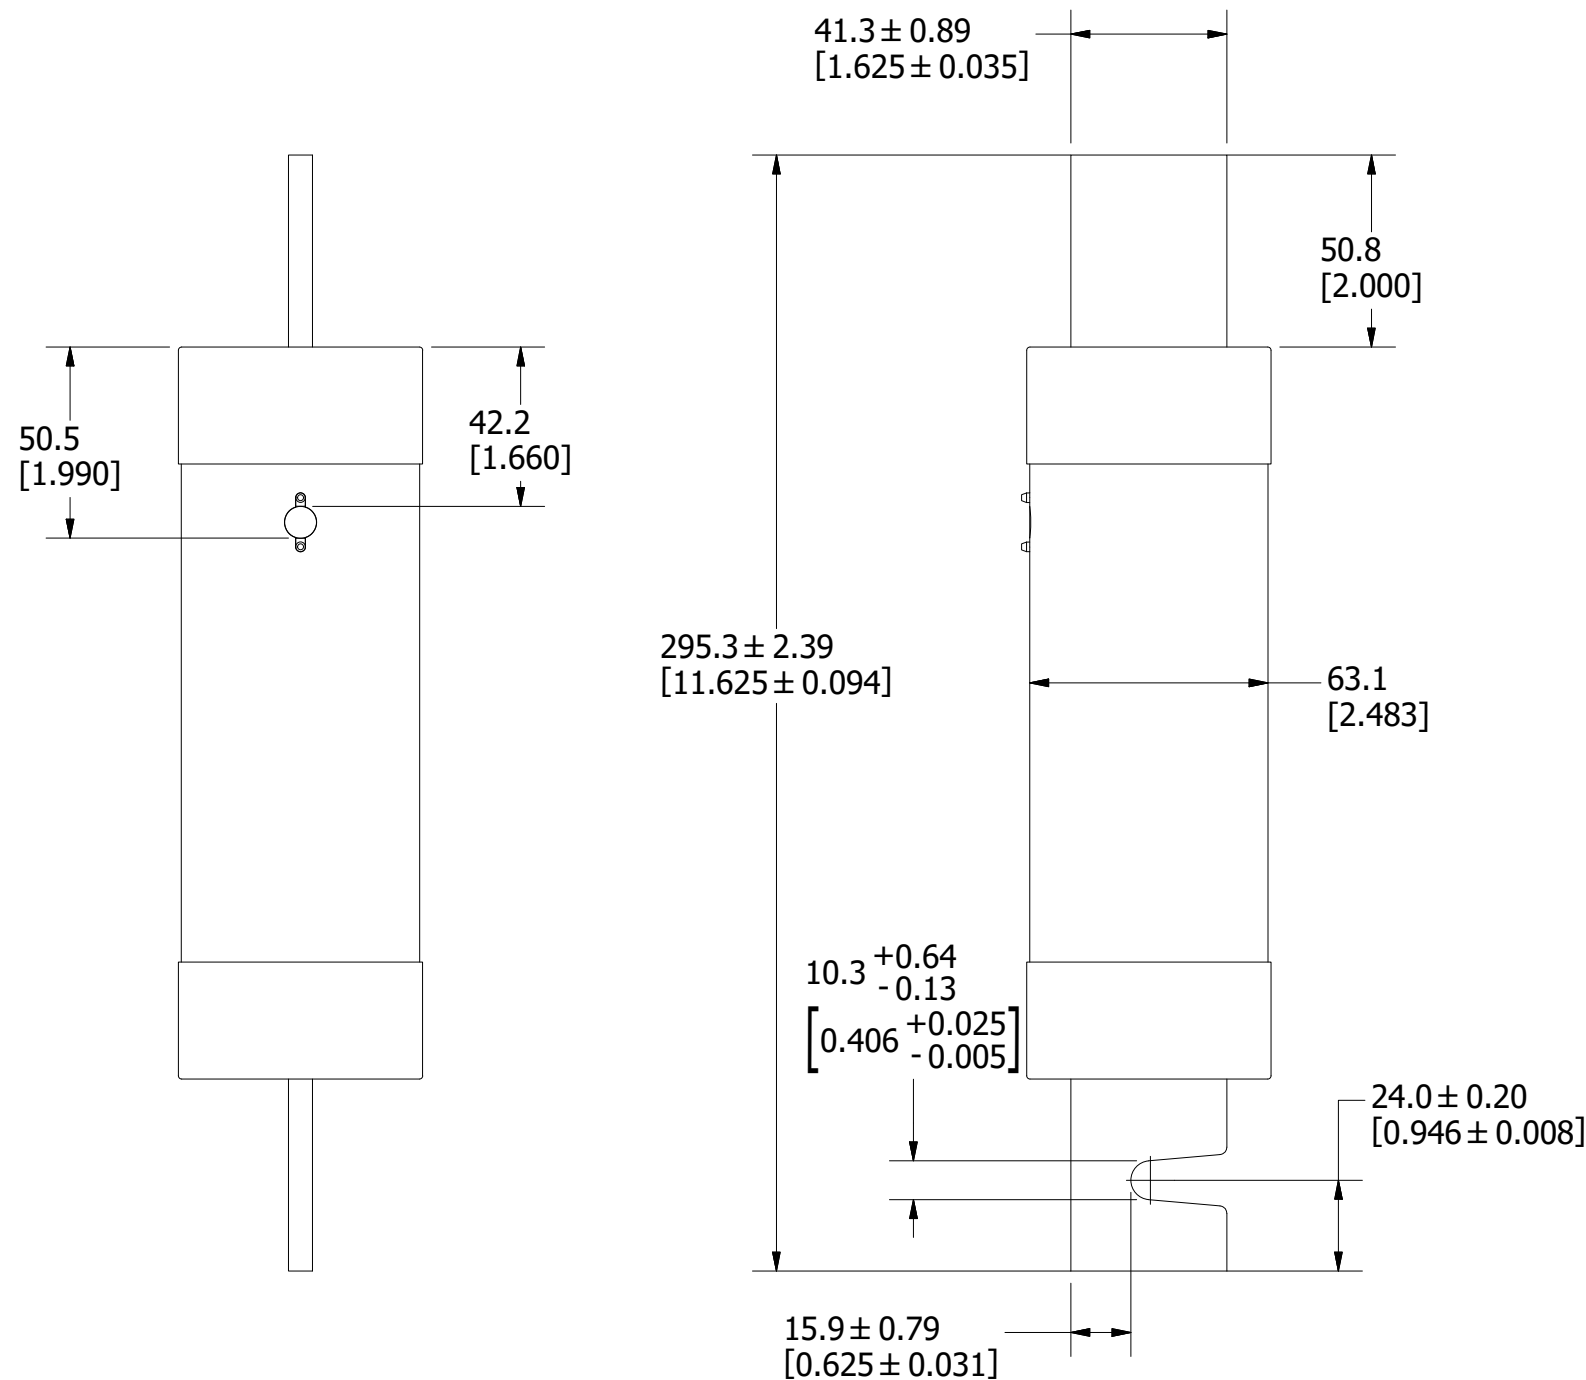 41.3 ± 0.89
[1.625 ± 0.035]
50.8
[2.000]
50.5
[1.990]
42.2
[1.660]
295.3 ± 2.39
[11.625 ± 0.094]
63.1
[2.483]
10.3 +0.64
- 0.13
[0.406 +0.025
- 0.005]
24.0 ± 0.20
[0.946 ± 0.008]
15.9 ± 0.79
[0.625 ± 0.031]